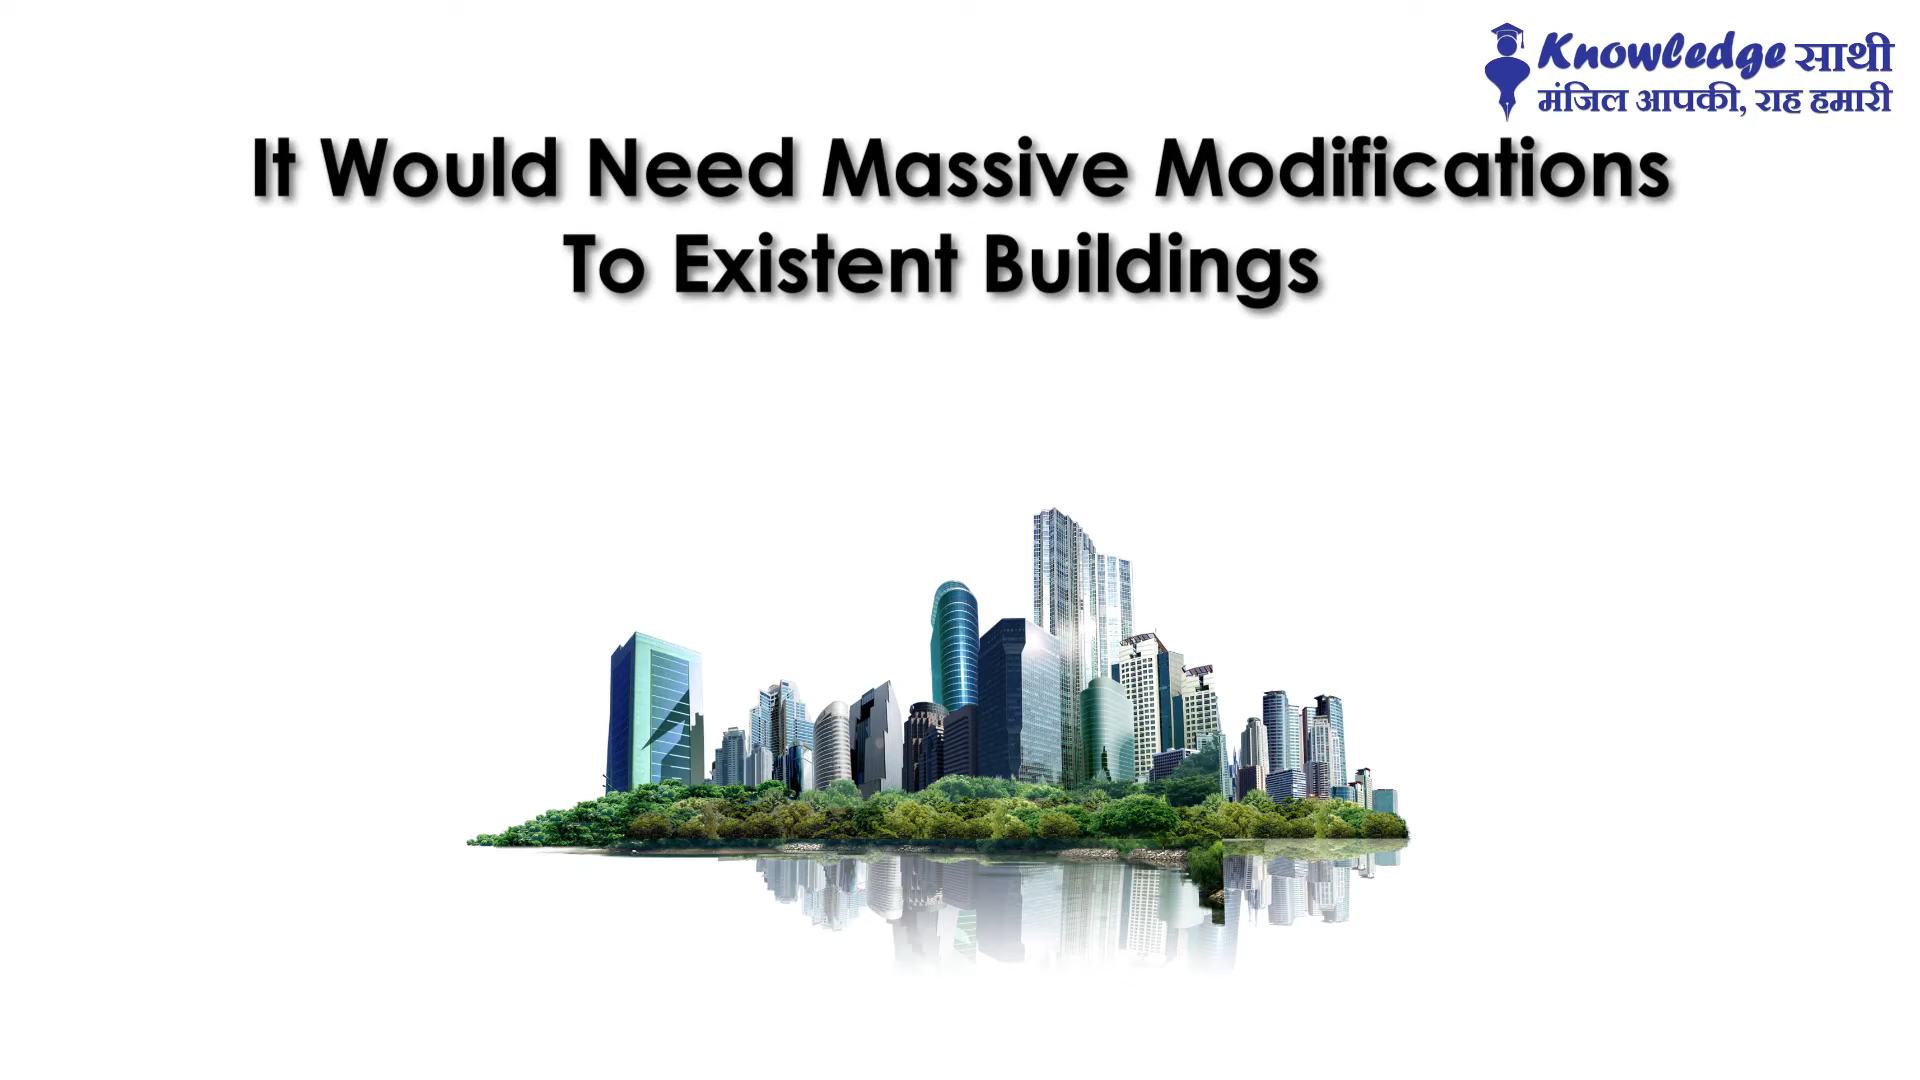 Knowledge साथी
मंजिल आपकी, राह हमारी
It Would Need Massive Modifications
To Existent Buildings